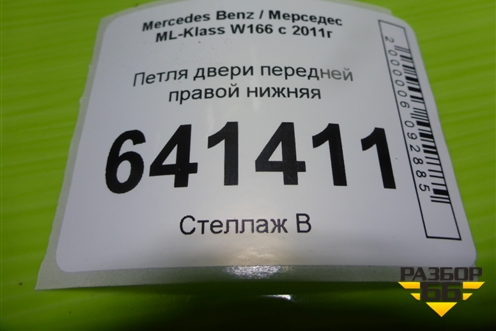 Mercedes Benz / Мерседес
ML-Klass W166 с 2011г
Петля двери передней
правой нижняя
641411
Стеллаж В
2000006092885
РАЗБОР
66